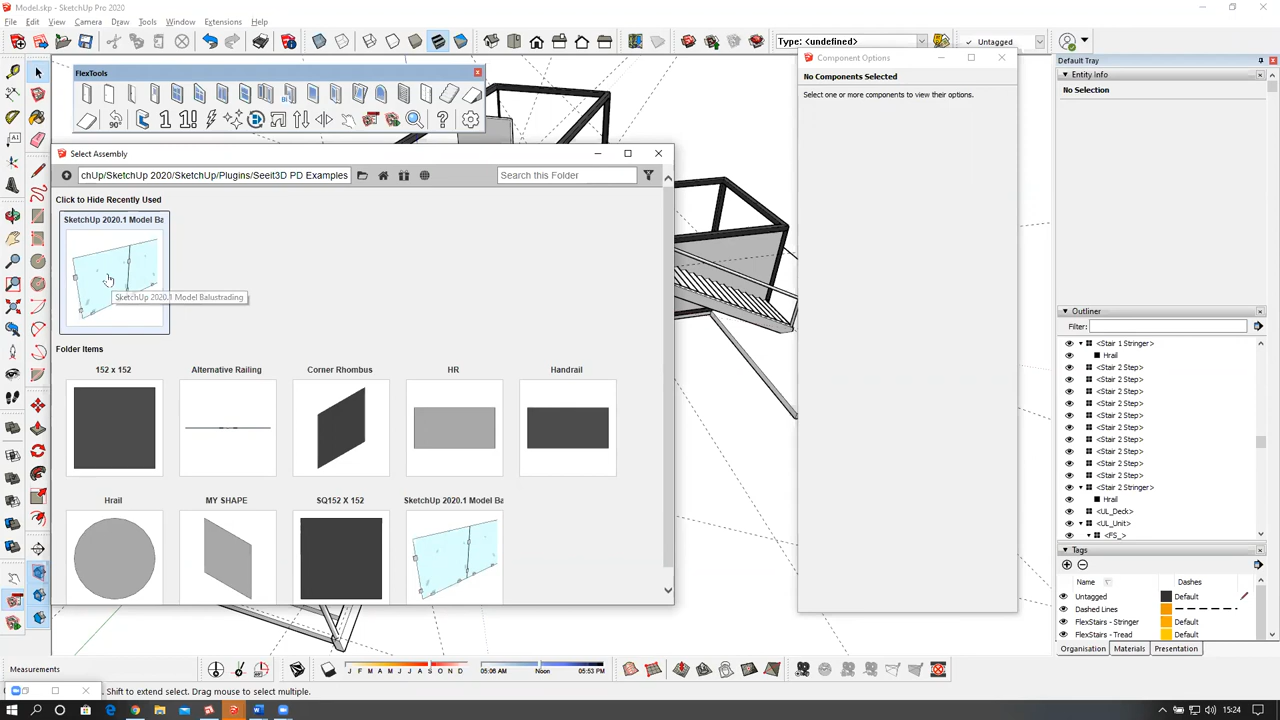 Model.skp - SketchUp Pro 2020
File Edit View Camera Draw Tools Window Extensions Help
Type: <undefined>
Untagged
FlexTools
Component Options
No Components Selected
Select one or more components to view their options.
Default Tray
Entity Info
No Selection
Select Assembly
chUp/SketchUp 2020/SketchUp/Plugins/Seeit3D PD Examples
Search this Folder
Click to Hide Recently Used
SketchUp 2020.1 Model Ba
SketchUp 2020.1 Model Balustrading
Folder Items
152 x 152
Alternative Railing
Corner Rhombus
HR
Handrail
Hrail
MY SHAPE
SQ152 X 152
SketchUp 2020.1 Model Ba
Outliner
Filter:
<Stair 1 Stringer>
Hrail
<Stair 2 Step>
<Stair 2 Step>
<Stair 2 Step>
<Stair 2 Step>
<Stair 2 Step>
<Stair 2 Step>
<Stair 2 Step>
<Stair 2 Step>
<Stair 2 Step>
<Stair 2 Step>
<Stair 2 Stringer>
Hrail
<UL_Deck>
<UL_Unit>
<FS_>
Tags
Name Dashes
Untagged Default
Dashed Lines
FlexStairs - Stringer Default
FlexStairs - Tread Default
Organisation Materials Presentation
Measurements
J F M A M J J A S O N D
05:06 AM Noon 05:53 PM
Shift to extend select. Drag mouse to select multiple.
15:24